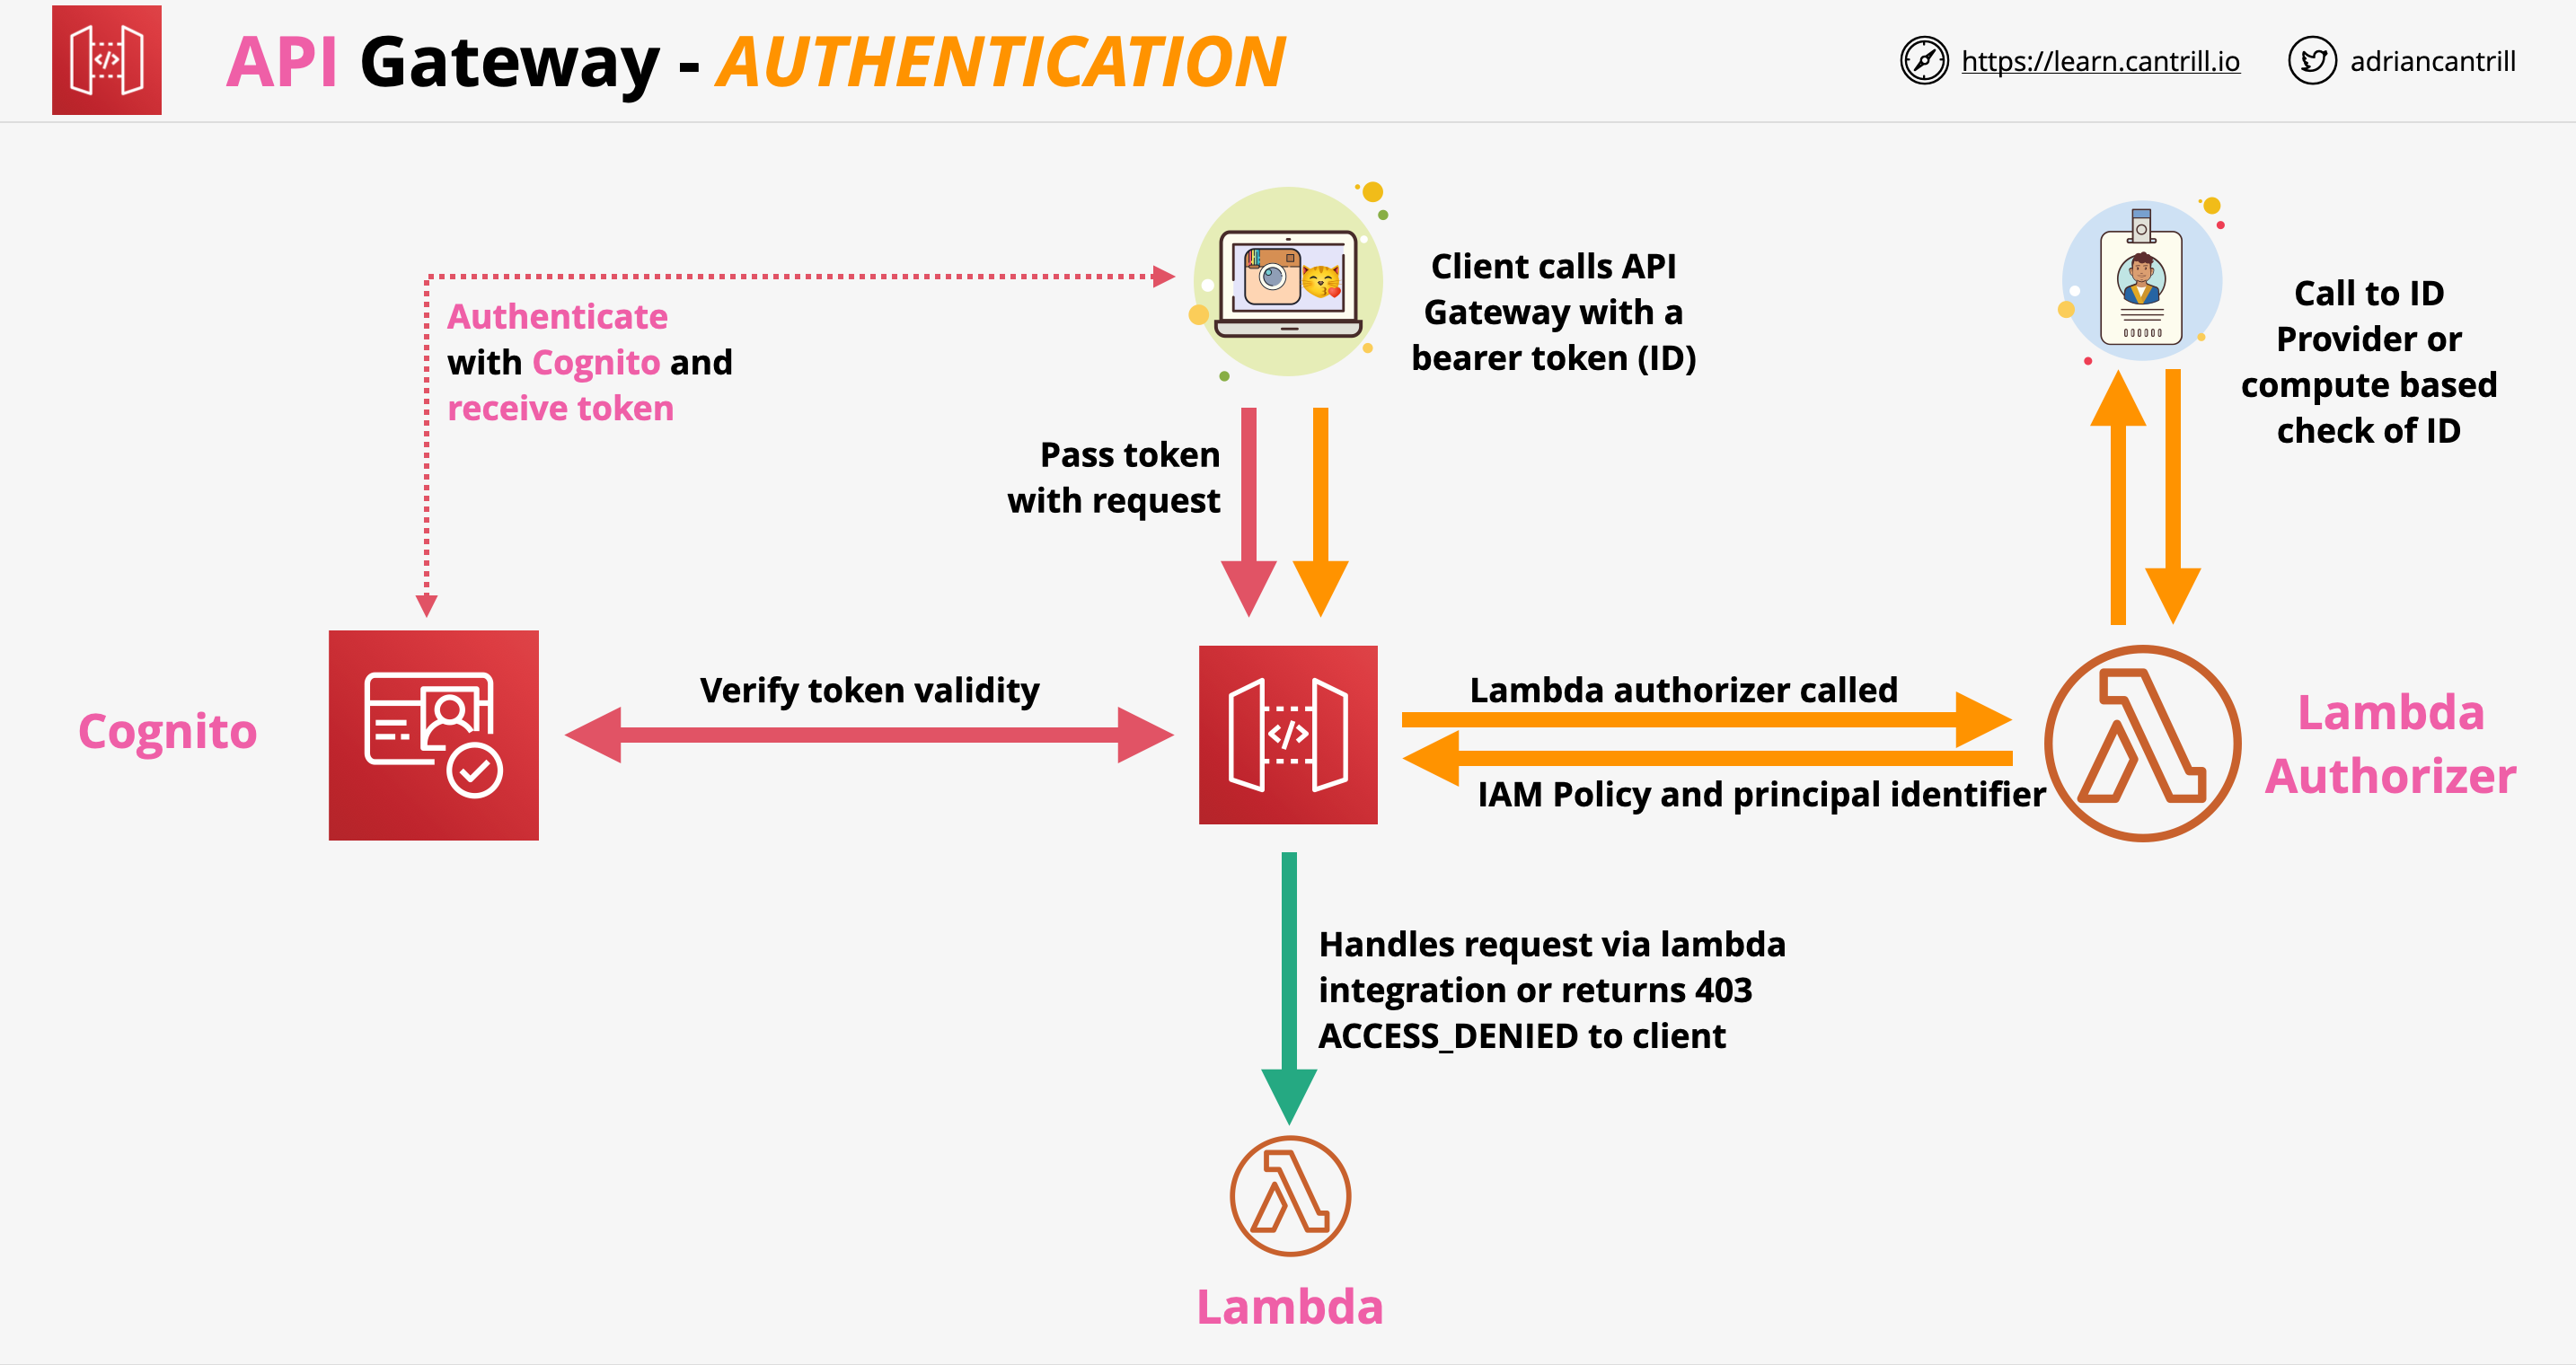 API Gateway - AUTHENTICATION
https://learn.cantrill.io
adriancantrill
Authenticate
with Cognito and
receive token
Client calls API
Gateway with a
bearer token (ID)
Call to ID
Provider or
compute based
check of ID
Pass token
with request
Cognito
Verify token validity
</>
Lambda authorizer called
IAM Policy and principal identifier
Lambda
Authorizer
Handles request via lambda
integration or returns 403
ACCESS_DENIED to client
Lambda